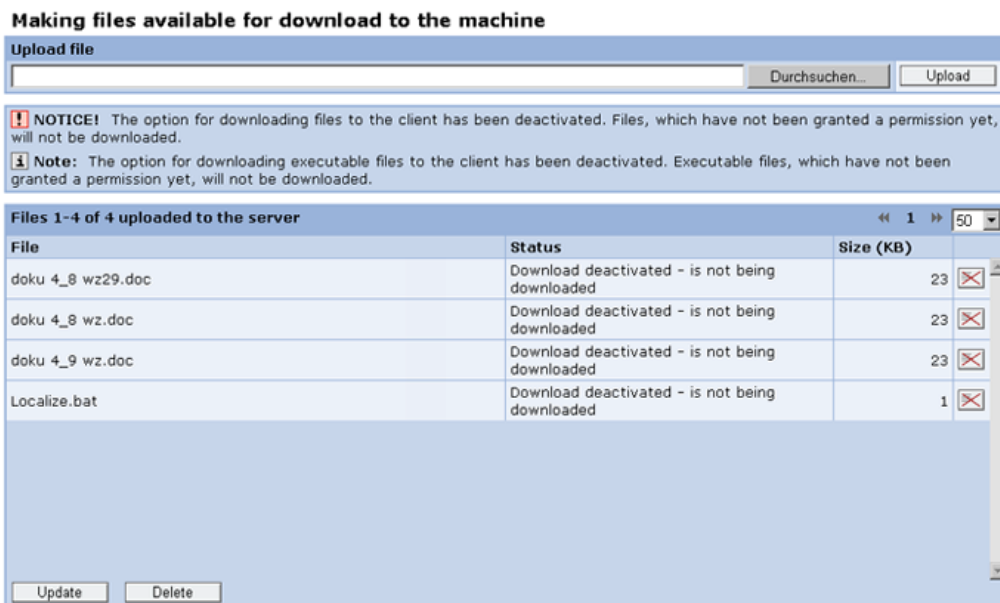 Making files available for download to the machine
Upload file
Durchsuchen...
Upload
! NOTICE! The option for downloading files to the client has been deactivated. Files, which have not been granted a permission yet,
will not be downloaded.
i Note: The option for downloading executable files to the client has been deactivated. Executable files, which have not been
granted a permission yet, will not be downloaded.
Files 1-4 of 4 uploaded to the server
1
50
File Status Size (KB)
doku 4_8 wz29.doc Download deactivated - is not being 23
downloaded
doku 4_8 wz.doc Download deactivated - is not being 23
downloaded
doku 4_9 wz.doc Download deactivated - is not being 23
downloaded
Localize.bat Download deactivated - is not being 1
downloaded
Update Delete